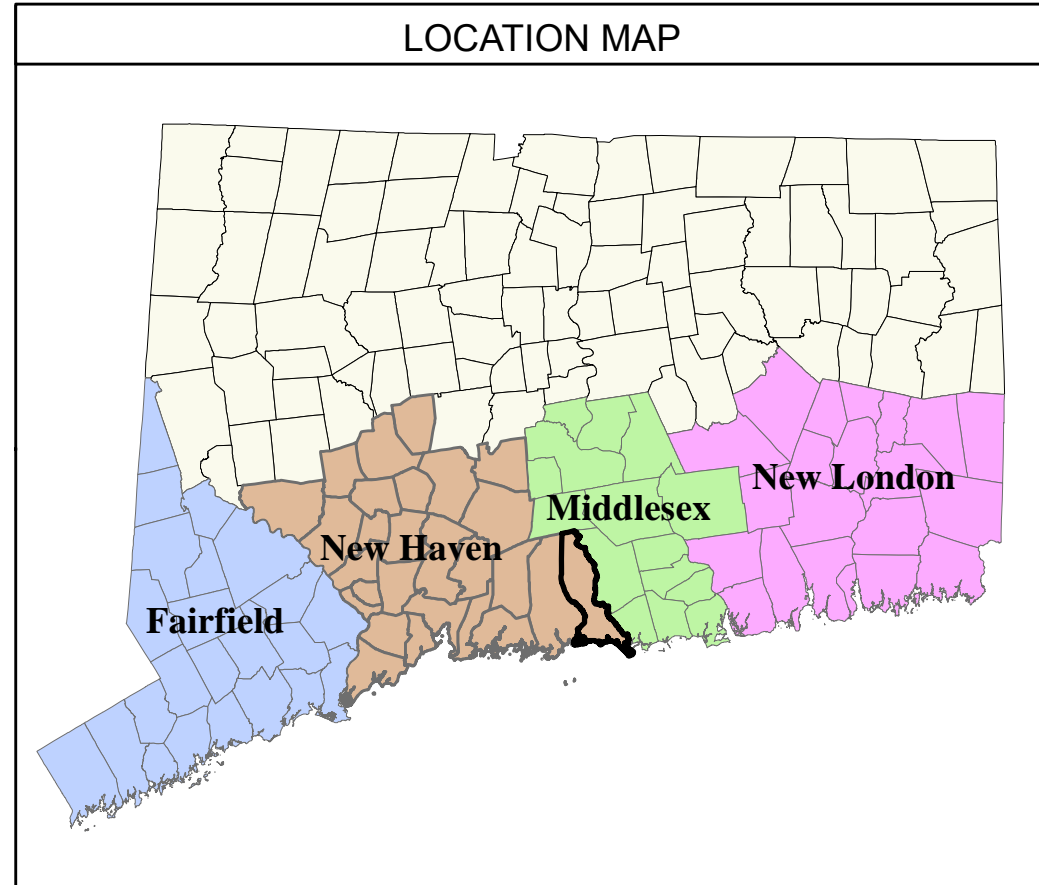 LOCATION MAP
New London
Middlesex
New Haven
Fairfield